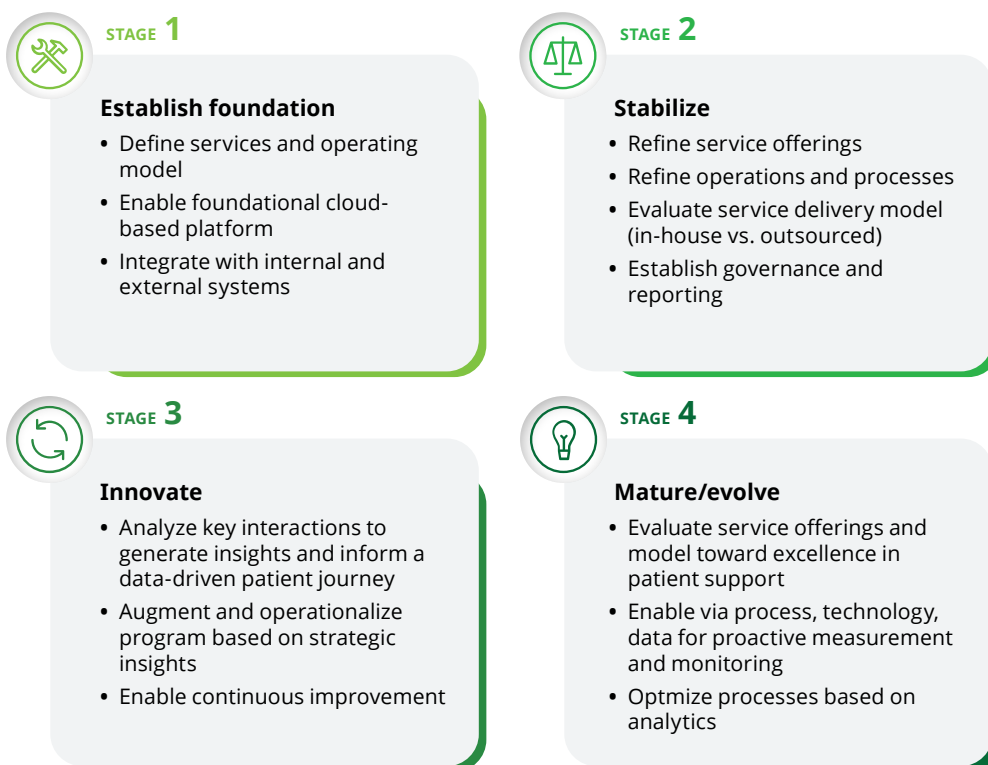 STAGE 1
Establish foundation
• Define services and operating
model
• Enable foundational cloud-
based platform
• Integrate with internal and
external systems
STAGE 2
Stabilize
• Refine service offerings
• Refine operations and processes
• Evaluate service delivery model
(in-house vs. outsourced)
• Establish governance and
reporting
STAGE 3
Innovate
• Analyze key interactions to
generate insights and inform a
data-driven patient journey
• Augment and operationalize
program based on strategic
insights
• Enable continuous improvement
STAGE 4
Mature/evolve
• Evaluate service offerings and
model toward excellence in
patient support
• Enable via process, technology,
data for proactive measurement
and monitoring
• Optmize processes based on
analytics